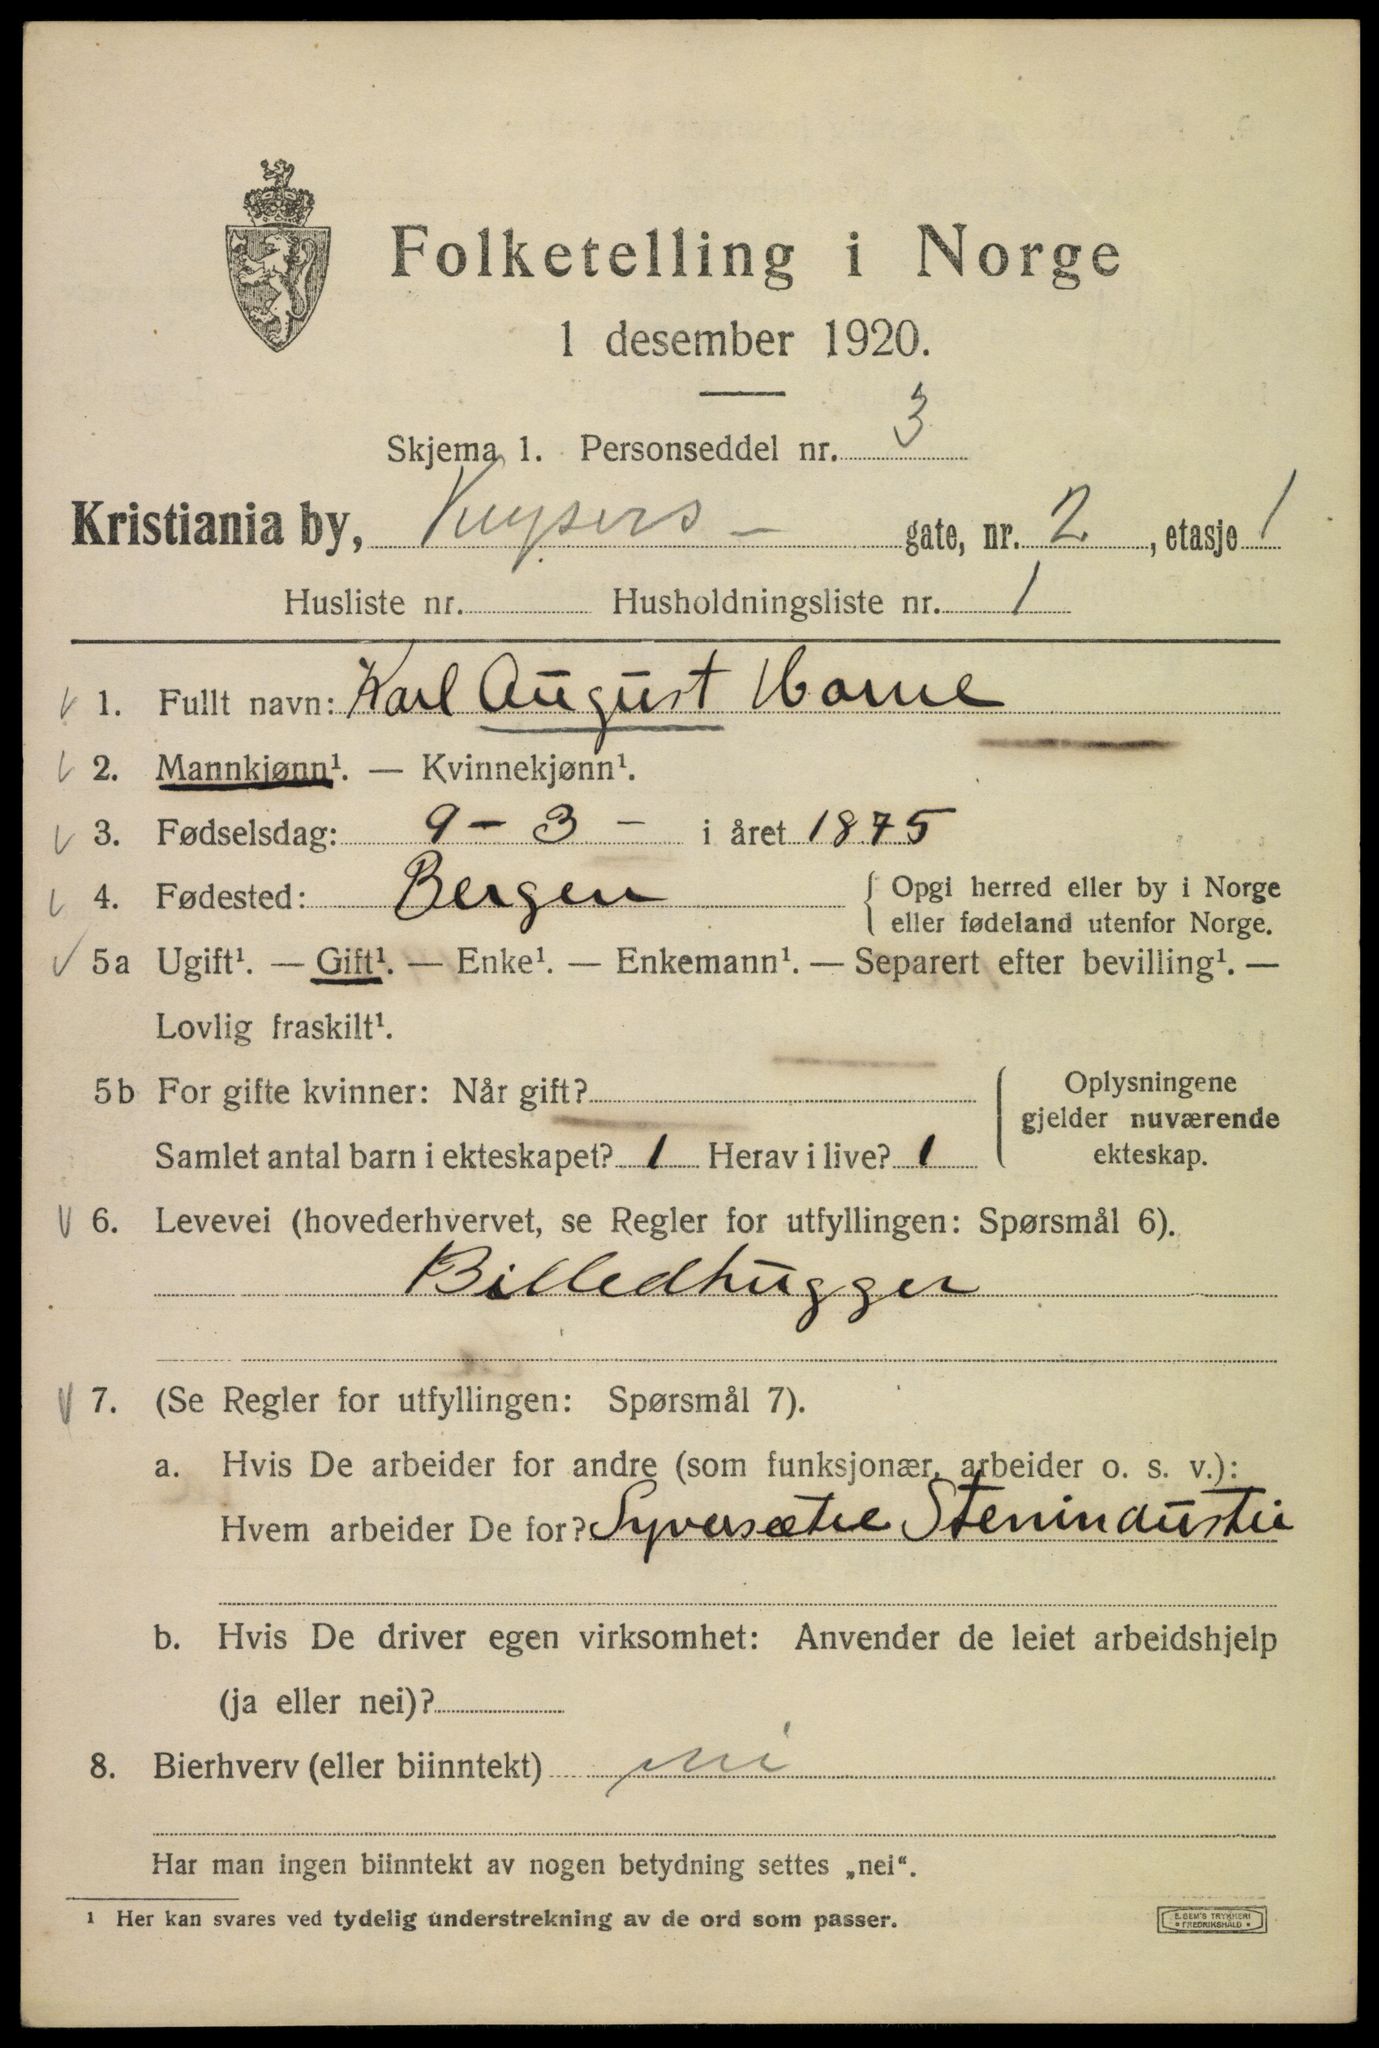 Folketelling i Norge
1 desember 1920.
Skjema 1. Personseddel nr. 3
Kristiania by, Keysers - gate, nr. 2, etasje 1
Husliste nr. Husholdningsliste nr. 1
1. Fullt navn: Karl August
2. Mannkjønn¹. — Kvinnekjønn¹.
3. Fødselsdag: 9 - 3 - i året 1875
4. Fødested: Bergen { Opgi herred eller by i Norge
eller fødeland utenfor Norge.
5a Ugift¹. — Gift¹. — Enke¹. — Enkemann¹. — Separert efter bevilling¹. —
Lovlig fraskilt¹.
5b For gifte kvinner: Når gift?
Samlet antal barn i ekteskapet? 1 Herav i live? 1
Oplysningene
gjelder nuværende
ekteskap.
6. Levevei (hovederhvervet, se Regler for utfyllingen: Spørsmål 6).
Billedhugger
7. (Se Regler for utfyllingen: Spørsmål 7).
a. Hvis De arbeider for andre (som funksjonær, arbeider o. s. v.):
Hvem arbeider De for? Syversætre Stenindustri
b. Hvis De driver egen virksomhet: Anvender de leiet arbeidshjelp
(ja eller nei)?
8. Bierhverv (eller biinntekt) nei
Har man ingen biinntekt av nogen betydning settes „nei“.
¹ Her kan svares ved tydelig understrekning av de ord som passer.
E. SEM'S TRYKKERI
* FREDRIKSHALD *